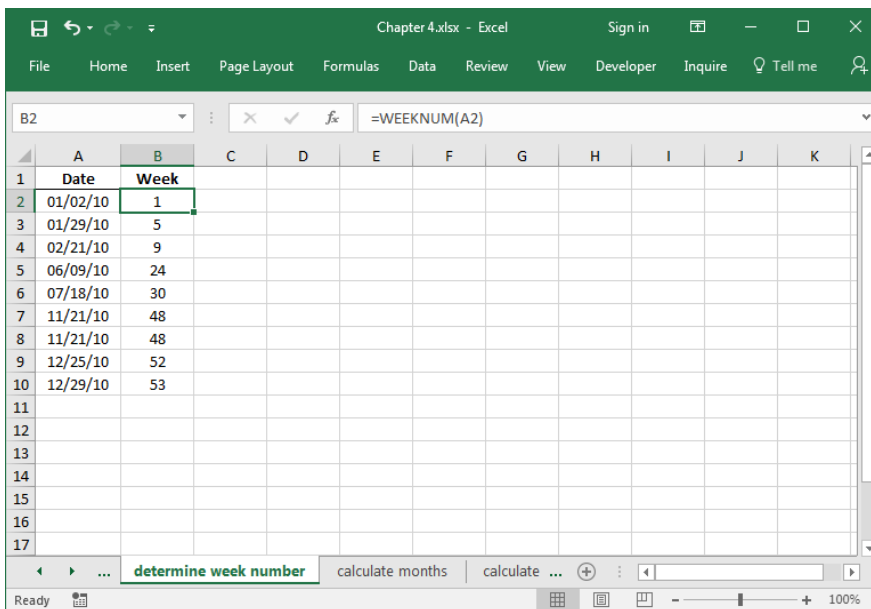 Chapter 4.xlsx - Excel Sign in
File Home Insert Page Layout Formulas Data Review View Developer Inquire Tell me
B2 fx =WEEKNUM(A2)
A B C D E F G H I J K
1 Date Week
2 01/02/10 1
3 01/29/10 5
4 02/21/10 9
5 06/09/10 24
6 07/18/10 30
7 11/21/10 48
8 11/21/10 48
9 12/25/10 52
10 12/29/10 53
11
12
13
14
15
16
17
... determine week number calculate months calculate ...
Ready 100%